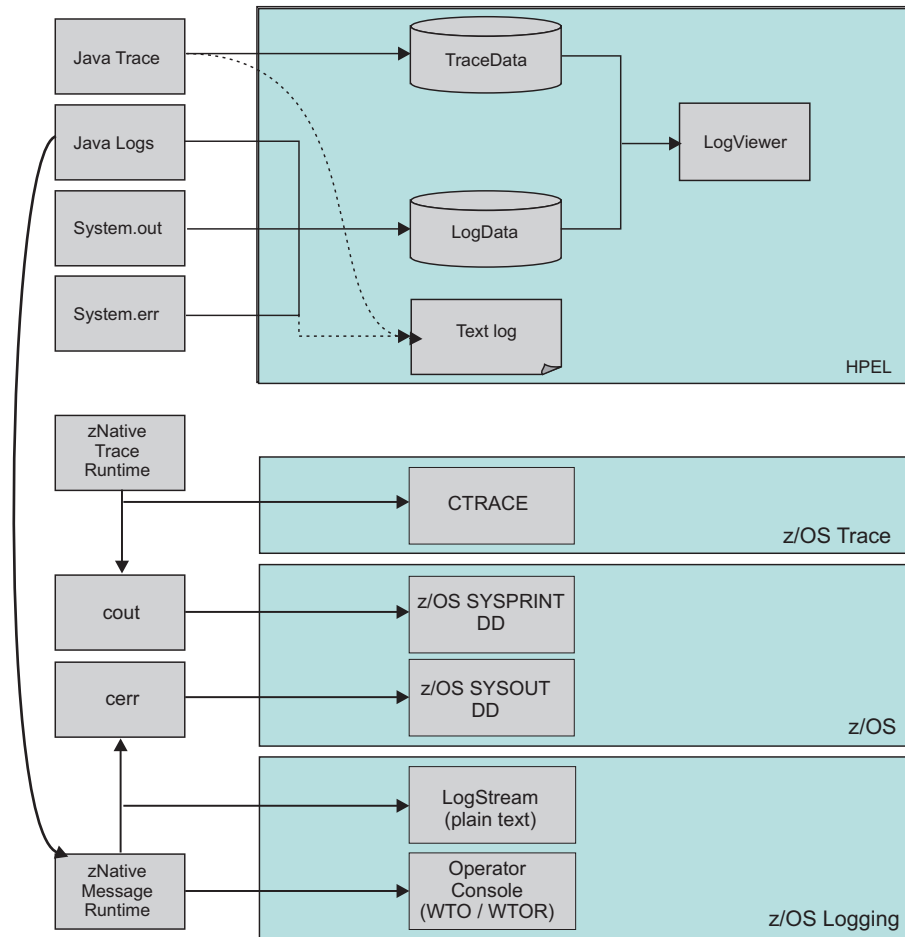 Java Trace
TraceData
Java Logs
LogViewer
System.out
LogData
System.err
Text log
HPEL
zNative
Trace
Runtime
CTRACE
z/OS Trace
cout
z/OS SYSPRINT
DD
cerr
z/OS SYSOUT
DD
z/OS
LogStream
(plain text)
zNative
Message
Runtime
Operator
Console
(WTO / WTOR)
z/OS Logging